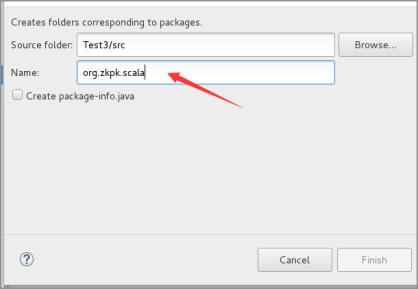 Creates folders corresponding to packages.
Source folder: Test3/src Browse...
Name: org.zkpk.scala
Create package-info.java
? Cancel Finish